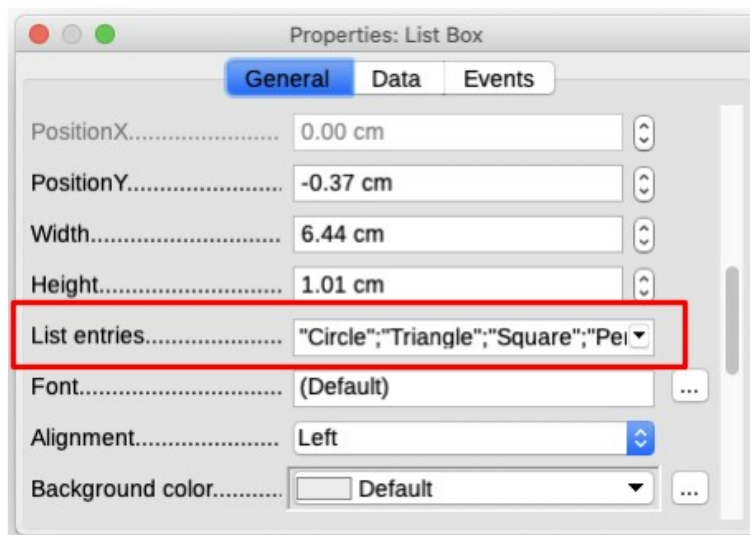 Properties: List Box
General Data Events
PositionX....................... 0.00 cm
PositionY........................ -0.37 cm
Width............................. 6.44 cm
Height............................ 1.01 cm
List entries..................... "Circle";"Triangle";"Square";"Per
Font............................... (Default) ...
Alignment...................... Left
Background color........... Default ...